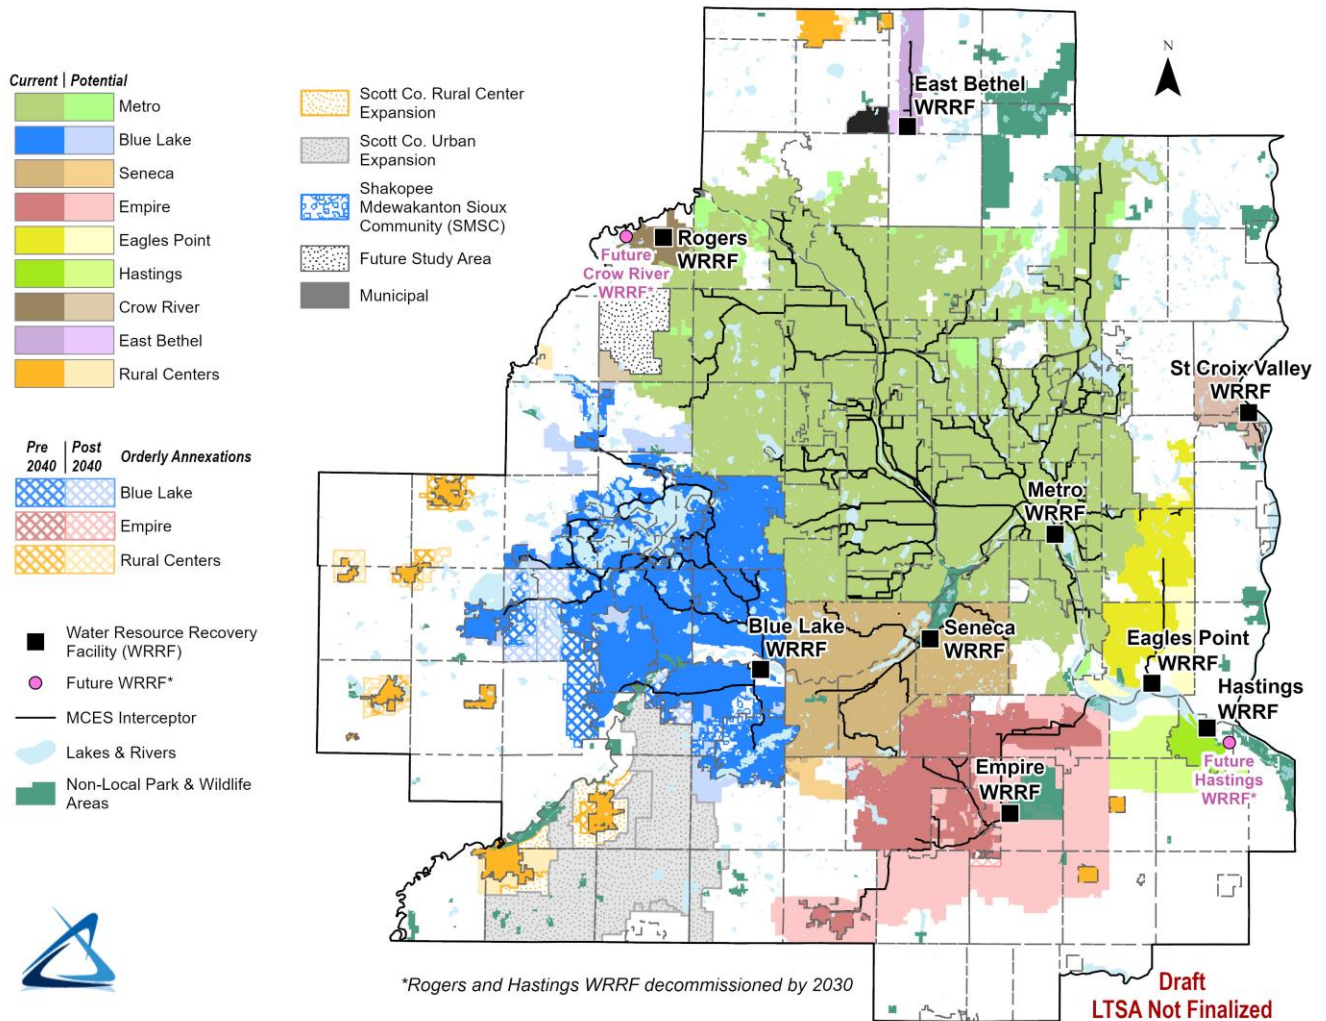 Current | Potential
Metro
Blue Lake
Seneca
Empire
Eagles Point
Hastings
Crow River
East Bethel
Rural Centers
Pre
2040
Post
2040
Orderly Annexations
Blue Lake
Empire
Rural Centers
Water Resource Recovery
Facility (WRRF)
Future WRRF*
MCES Interceptor
Lakes & Rivers
Non-Local Park & Wildlife
Areas
Scott Co. Rural Center
Expansion
Scott Co. Urban
Expansion
Shakopee
Mdewakanton Sioux
Community (SMSC)
Future Study Area
Municipal
N
East Bethel
WRRF
Rogers
WRRF
Future
Crow River
WRRF*
St Croix Valley
WRRF
Metro
WRRF
Blue Lake
WRRF
Seneca
WRRF
Eagles Point
WRRF
Hastings
WRRF
Future
Hastings
WRRF*
Empire
WRRF
*Rogers and Hastings WRRF decommissioned by 2030
Draft
LTSA Not Finalized